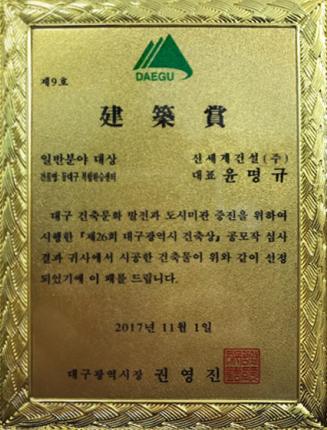 DAEGU
제9호
建築賞
일반분야 대상 신세계건설(주)
건물명: 동대구 복합환승센터 대표 윤명규
대구 건축문화 발전과 도시미관 증진을 위하여
시행한 『제26회 대구광역시 건축상』 공모작 심사
결과 귀사에서 시공한 건축물이 위와 같이 선정
되었기에 이 패를 드립니다.
2017년 11월 1일
대구광역시장 권영진